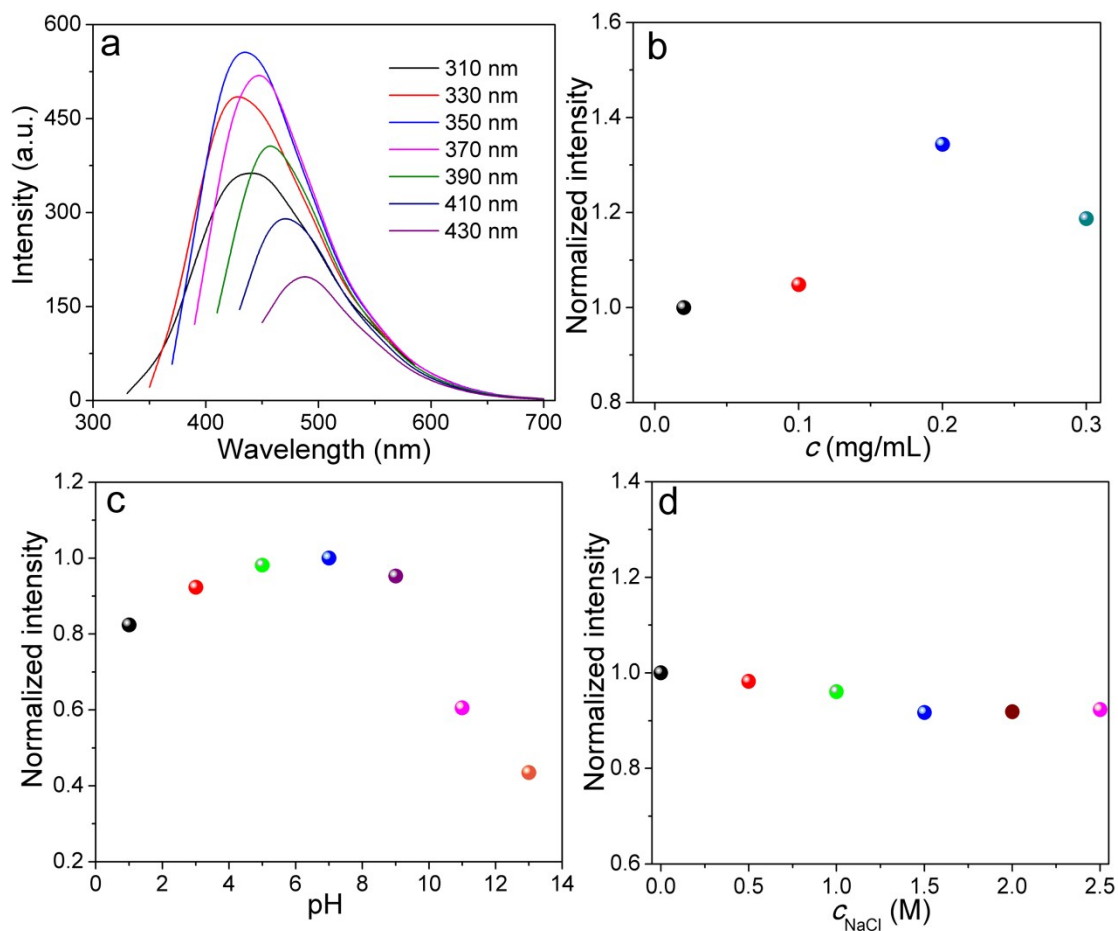 a
Intensity (a.u.)
600
450
300
150
0
310 nm
330 nm
350 nm
370 nm
390 nm
410 nm
430 nm
300 400 500 600 700
Wavelength (nm)
b
Normalized intensity
1.6
1.4
1.2
1.0
0.8
0.0 0.1 0.2 0.3
c (mg/mL)
c
Normalized intensity
1.2
1.0
0.8
0.6
0.4
0.2
0 2 4 6 8 10 12 14
pH
d
Normalized intensity
1.4
1.2
1.0
0.8
0.6
0.0 0.5 1.0 1.5 2.0 2.5
cNaCl (M)